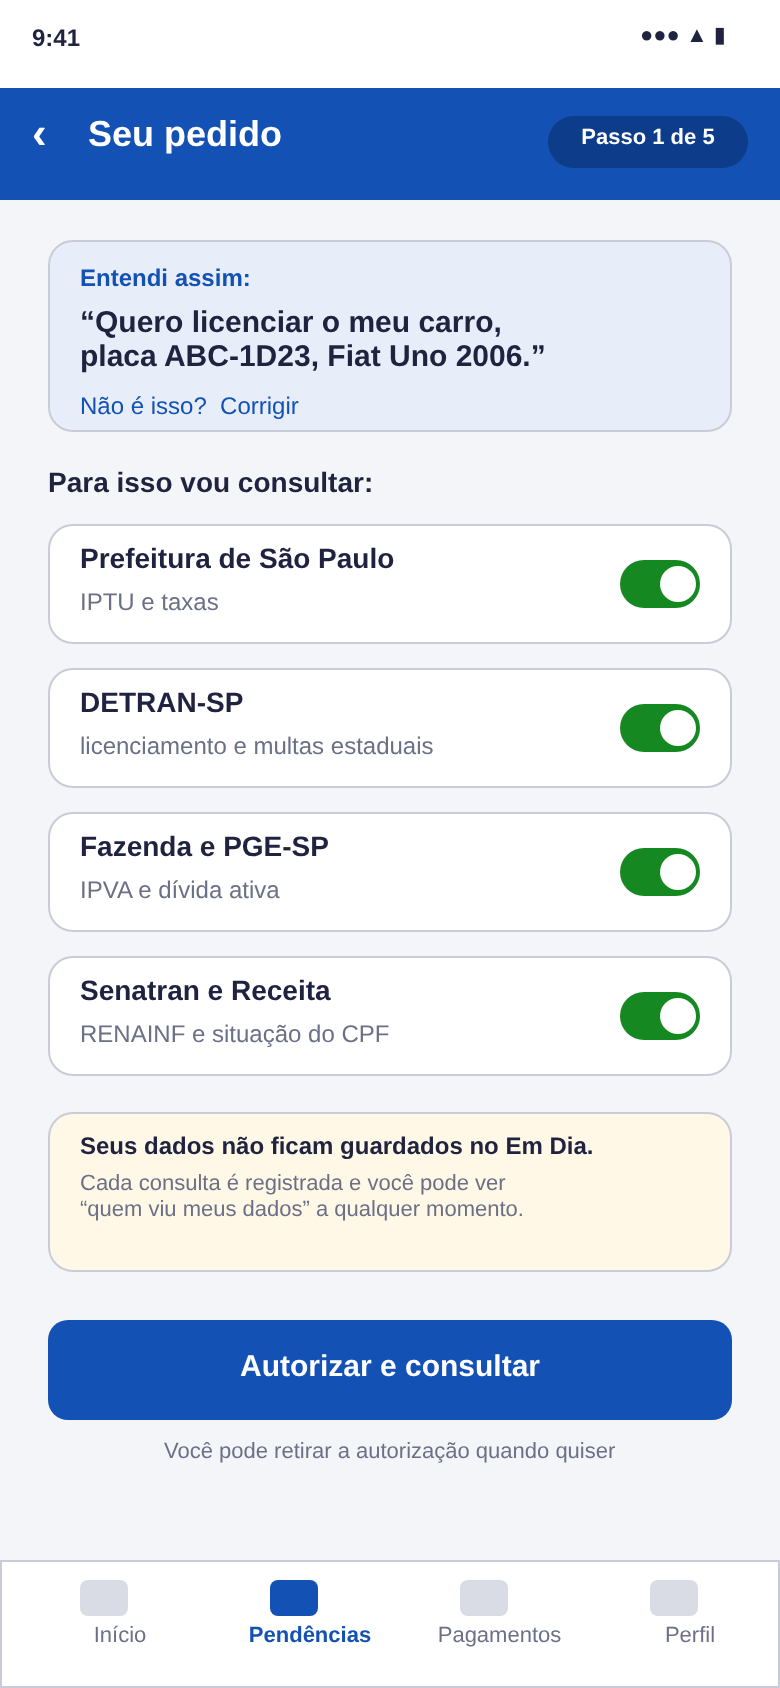 9:41
‹ Seu pedido
Passo 1 de 5
Entendi assim:
“Quero licenciar o meu carro,
placa ABC-1D23, Fiat Uno 2006.”
Não é isso? Corrigir
Para isso vou consultar:
Prefeitura de São Paulo
IPTU e taxas
DETRAN-SP
licenciamento e multas estaduais
Fazenda e PGE-SP
IPVA e dívida ativa
Senatran e Receita
RENAINF e situação do CPF
Seus dados não ficam guardados no Em Dia.
Cada consulta é registrada e você pode ver
“quem viu meus dados” a qualquer momento.
Autorizar e consultar
Você pode retirar a autorização quando quiser
Início
Pendências
Pagamentos
Perfil